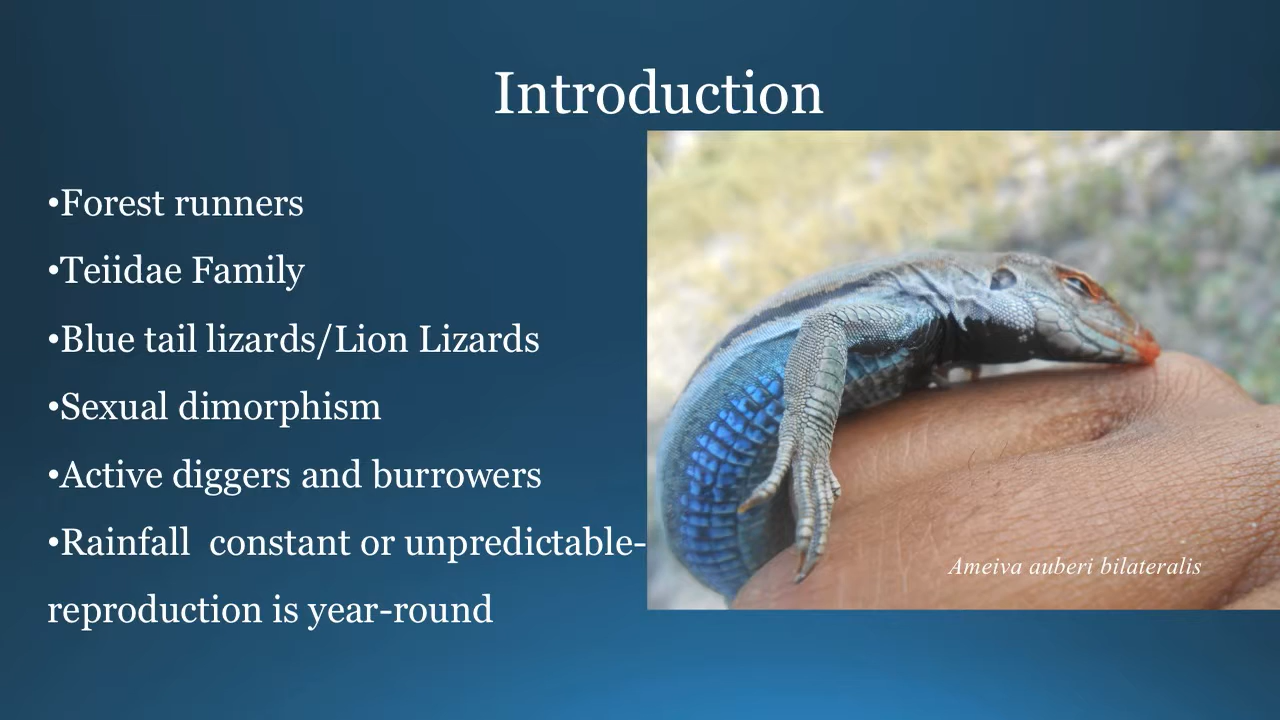 Introduction
•Forest runners
•Teiidae Family
•Blue tail lizards/Lion Lizards
•Sexual dimorphism
•Active diggers and burrowers
•Rainfall  constant or unpredictable-
reproduction is year-round
Ameiva auberi bilateralis